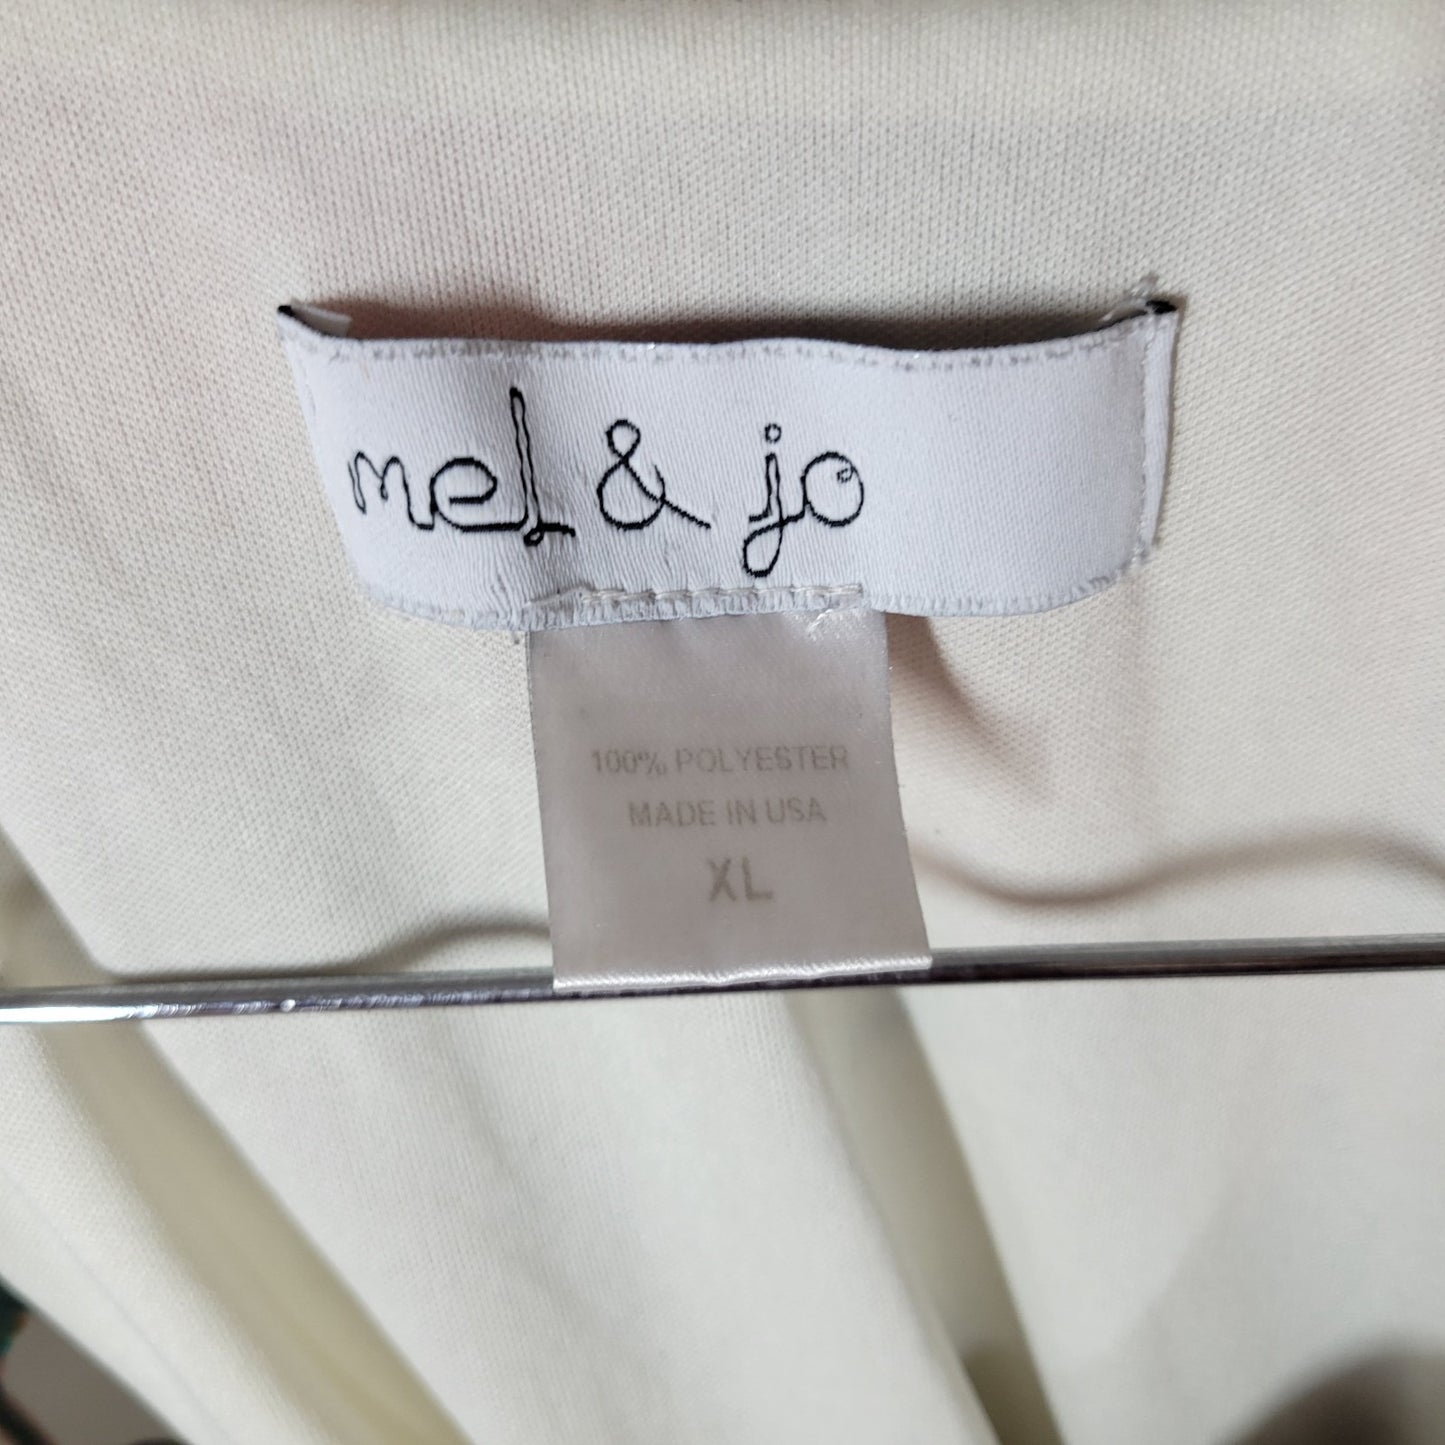 mel & jo
100% POLYESTER
MADE IN USA
XL